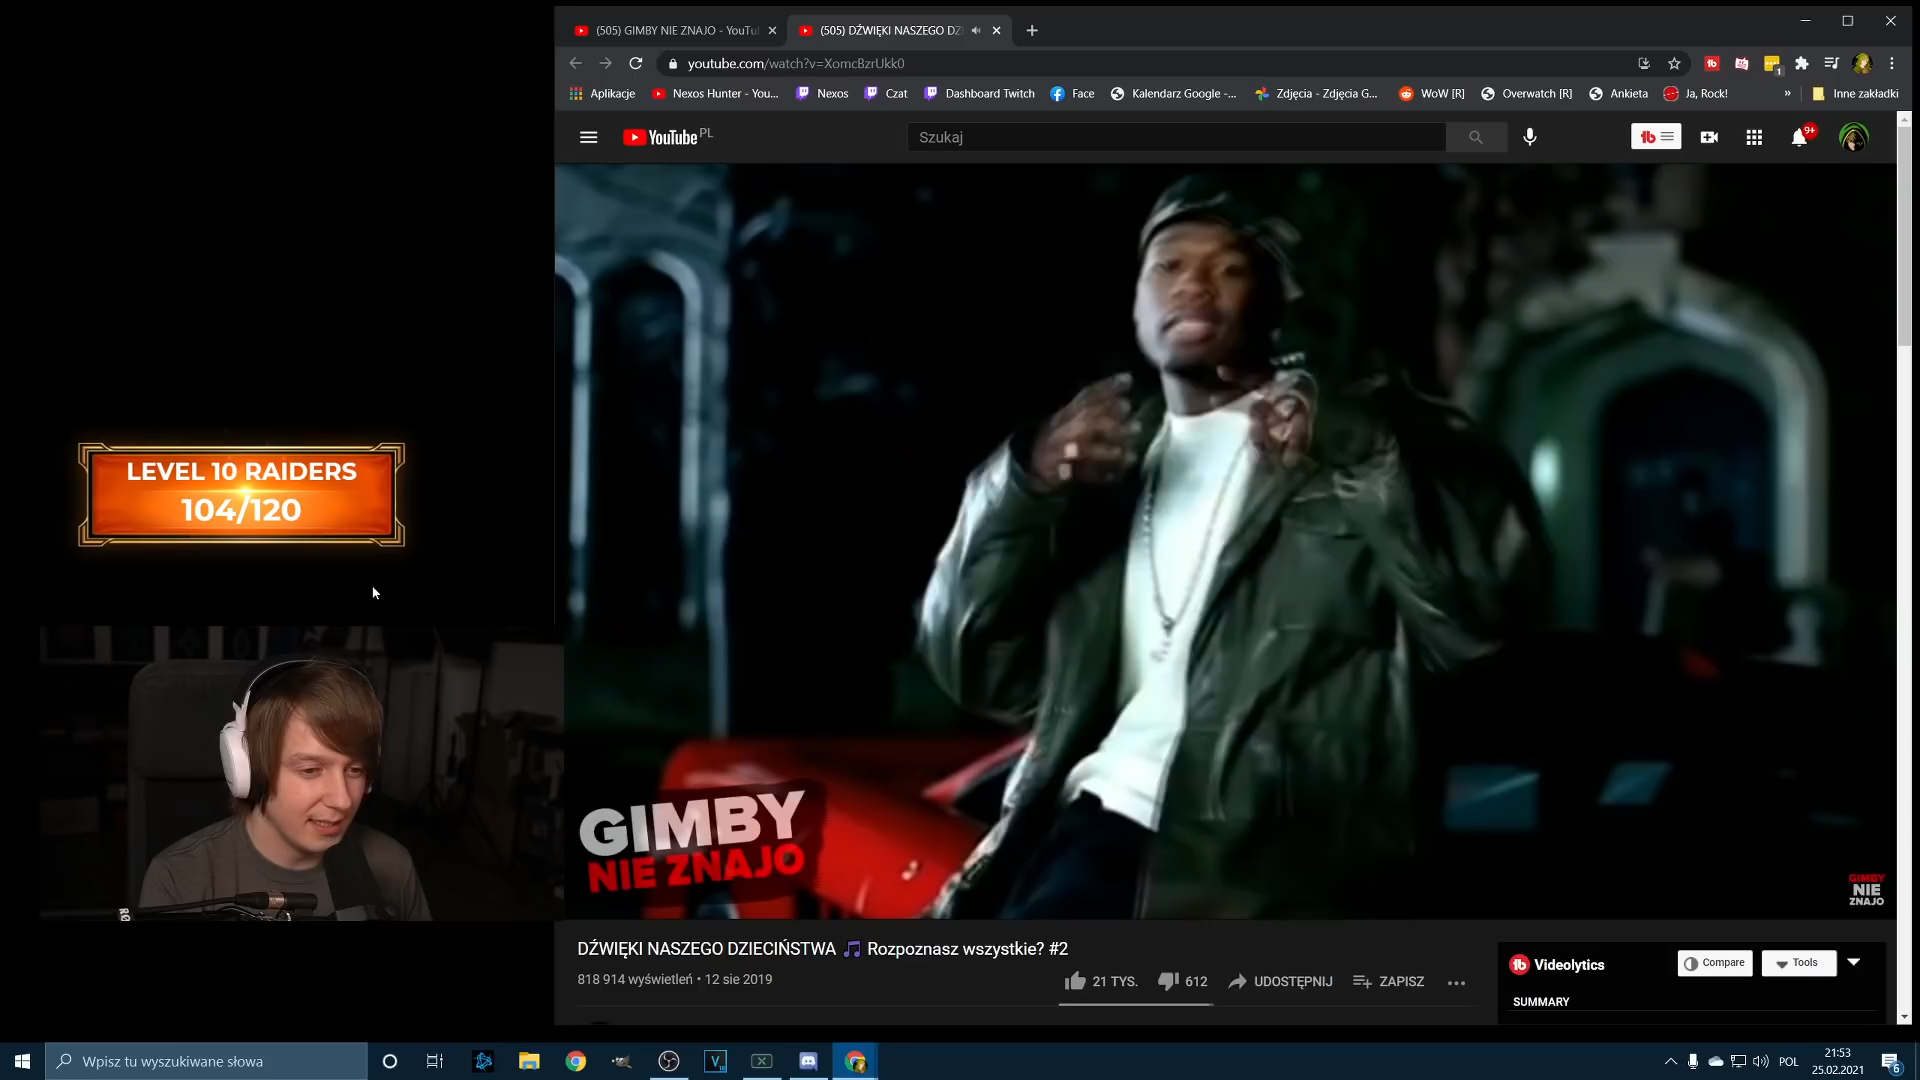 (505) GIMBY NIE ZNAJO - YouTu
(505) DŹWIĘKI NASZEGO DZ
youtube.com/watch?v=XomcBzrUkk0
1
Aplikacje
Nexos Hunter - You...
Nexos
Czat
Dashboard Twitch
Face
Kalendarz Google -...
Zdjęcia - Zdjęcia G...
WoW [R]
Overwatch [R]
Ankieta
Ja, Rock!
»
Inne zakładki
YouTube PL
Szukaj
9+
LEVEL 10 RAIDERS
104/120
GIMBY
NIE ZNAJO
GIMBY
NIE
ZNAJO
DŹWIĘKI NASZEGO DZIECIŃSTWA 🎵 Rozpoznasz wszystkie? #2
818 914 wyświetleń • 12 sie 2019
21 TYS.
612
UDOSTĘPNIJ
ZAPISZ
Videolytics
Compare
Tools
SUMMARY
Wpisz tu wyszukiwane słowa
POL
21:53
25.02.2021
6